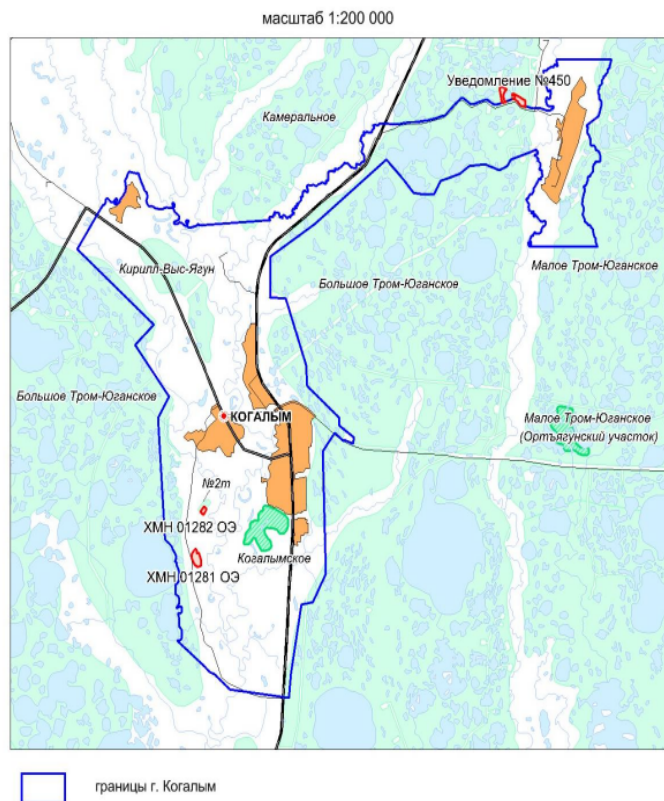 масштаб 1:200 000
Уведомление №450
Камеральное
Кирилл-Выс-Ягун
Большое Тром-Юганское
Малое Тром-Юганское
Большое Тром-Юганское
КОГАЛЫМ
Малое Тром-Юганское
(Ортъягунский участок)
№2т
ХМН 01282 ОЭ
Когалымское
ХМН 01281 ОЭ
границы г. Когалым